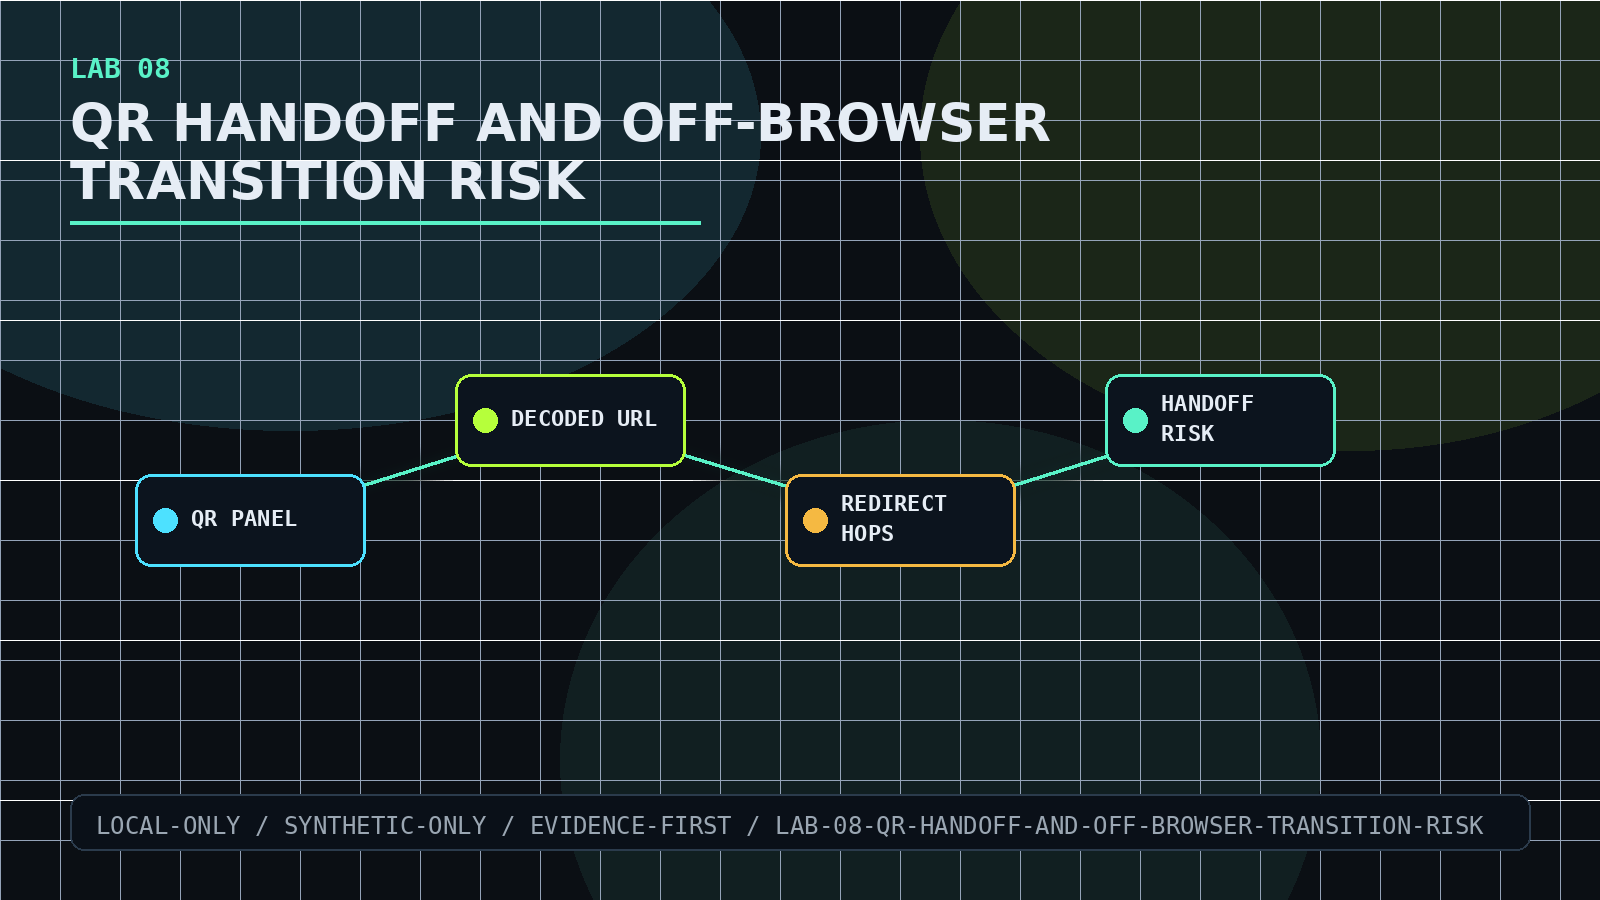 LAB 08
QR HANDOFF AND OFF-BROWSER
TRANSITION RISK
DECODED URL
HANDOFF
RISK
QR PANEL
REDIRECT
HOPS
LOCAL-ONLY / SYNTHETIC-ONLY / EVIDENCE-FIRST / LAB-08-QR-HANDOFF-AND-OFF-BROWSER-TRANSITION-RISK